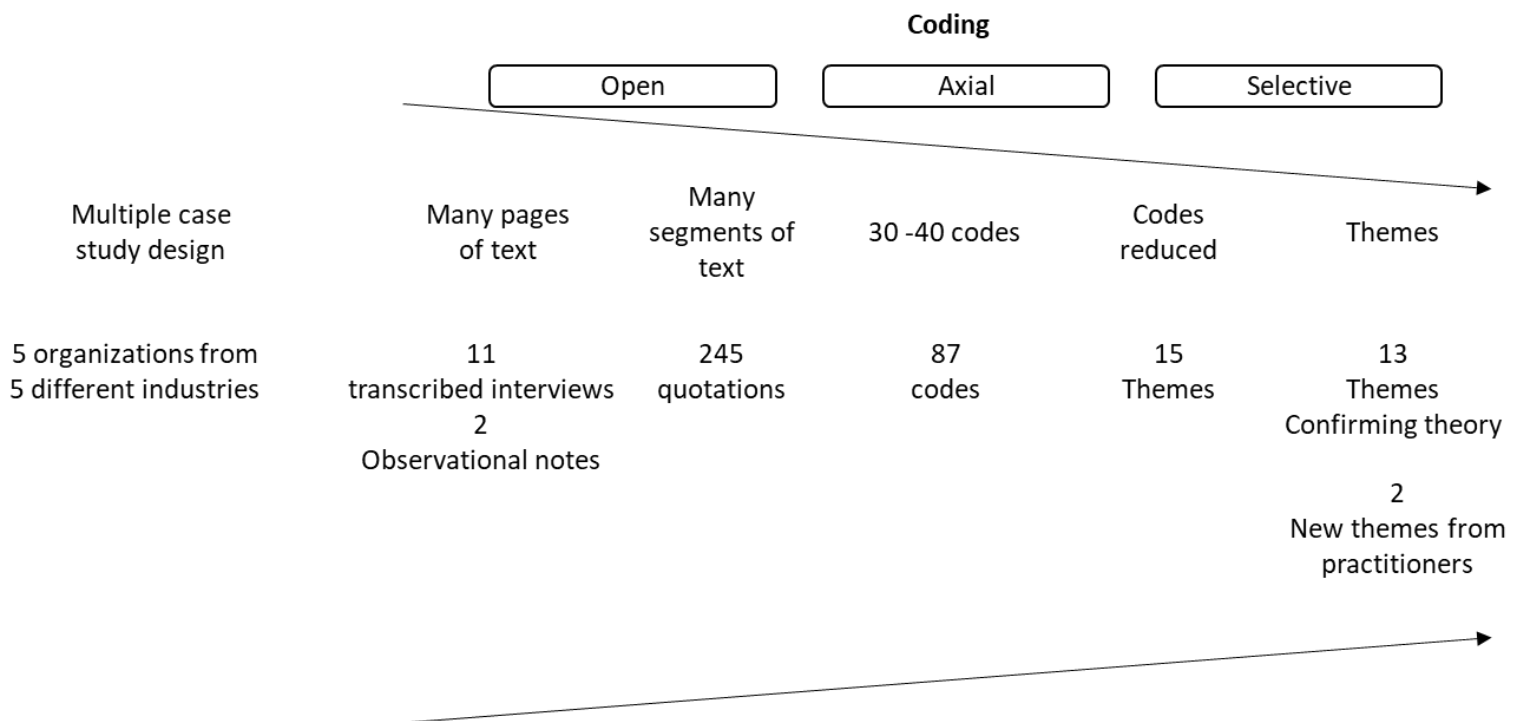 Coding
Open
Axial
Selective
Multiple case
study design
Many pages
of text
Many
segments of
text
30 -40 codes
Codes
reduced
Themes
5 organizations from
5 different industries
11
transcribed interviews
2
Observational notes
245
quotations
87
codes
15
Themes
13
Themes
Confirming theory
2
New themes from
practitioners